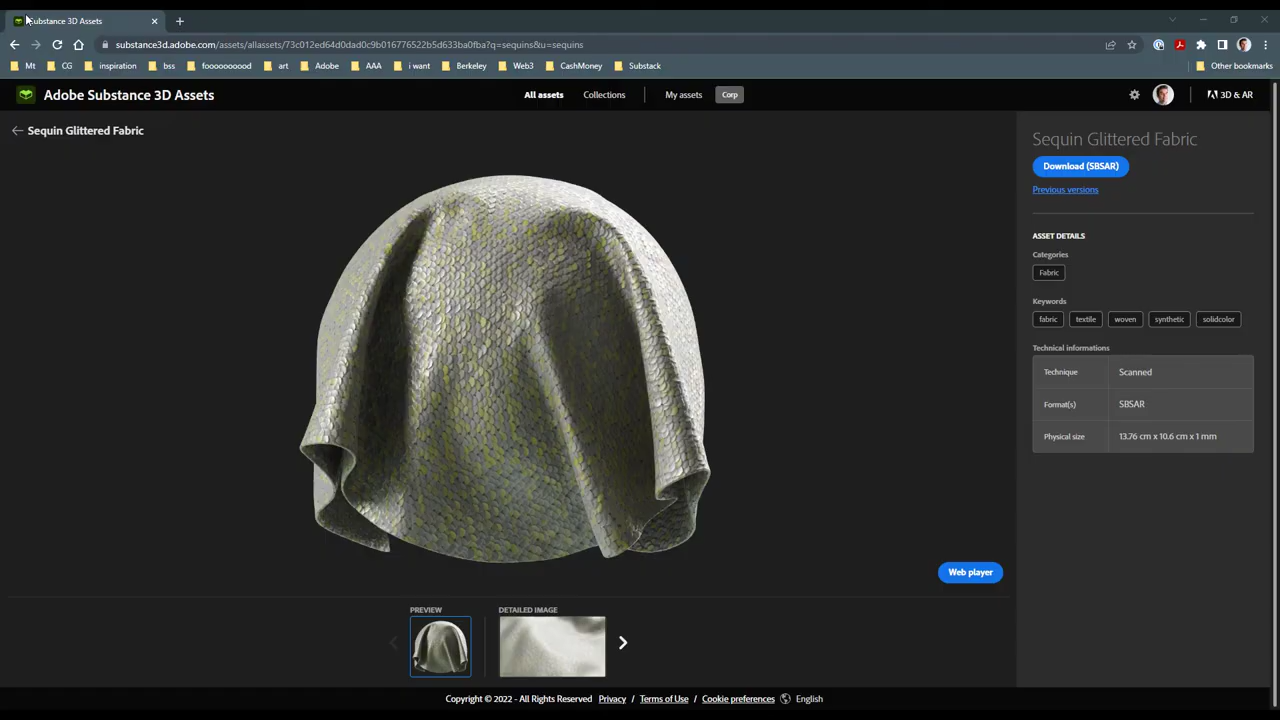 Substance 3D Assets
substance3d.adobe.com/assets/allassets/73c012ed64d0dad0c9b016776522b5d633ba0fba?q=sequins&u=sequins
Mt CG inspiration bss foooooooood art Adobe AAA i want Berkeley Web3 CashMoney Substack Other bookmarks
Adobe Substance 3D Assets All assets Collections My assets Corp 3D & AR
Sequin Glittered Fabric
Sequin Glittered Fabric
Download (SBSAR)
Previous versions
ASSET DETAILS
Categories
Fabric
Keywords
fabric textile woven synthetic solidcolor
Technical informations
Technique Scanned
Format(s) SBSAR
Physical size 13.76 cm x 10.6 cm x 1 mm
Web player
PREVIEW DETAILED IMAGE
Copyright © 2022 - All Rights Reserved Privacy / Terms of Use / Cookie preferences English